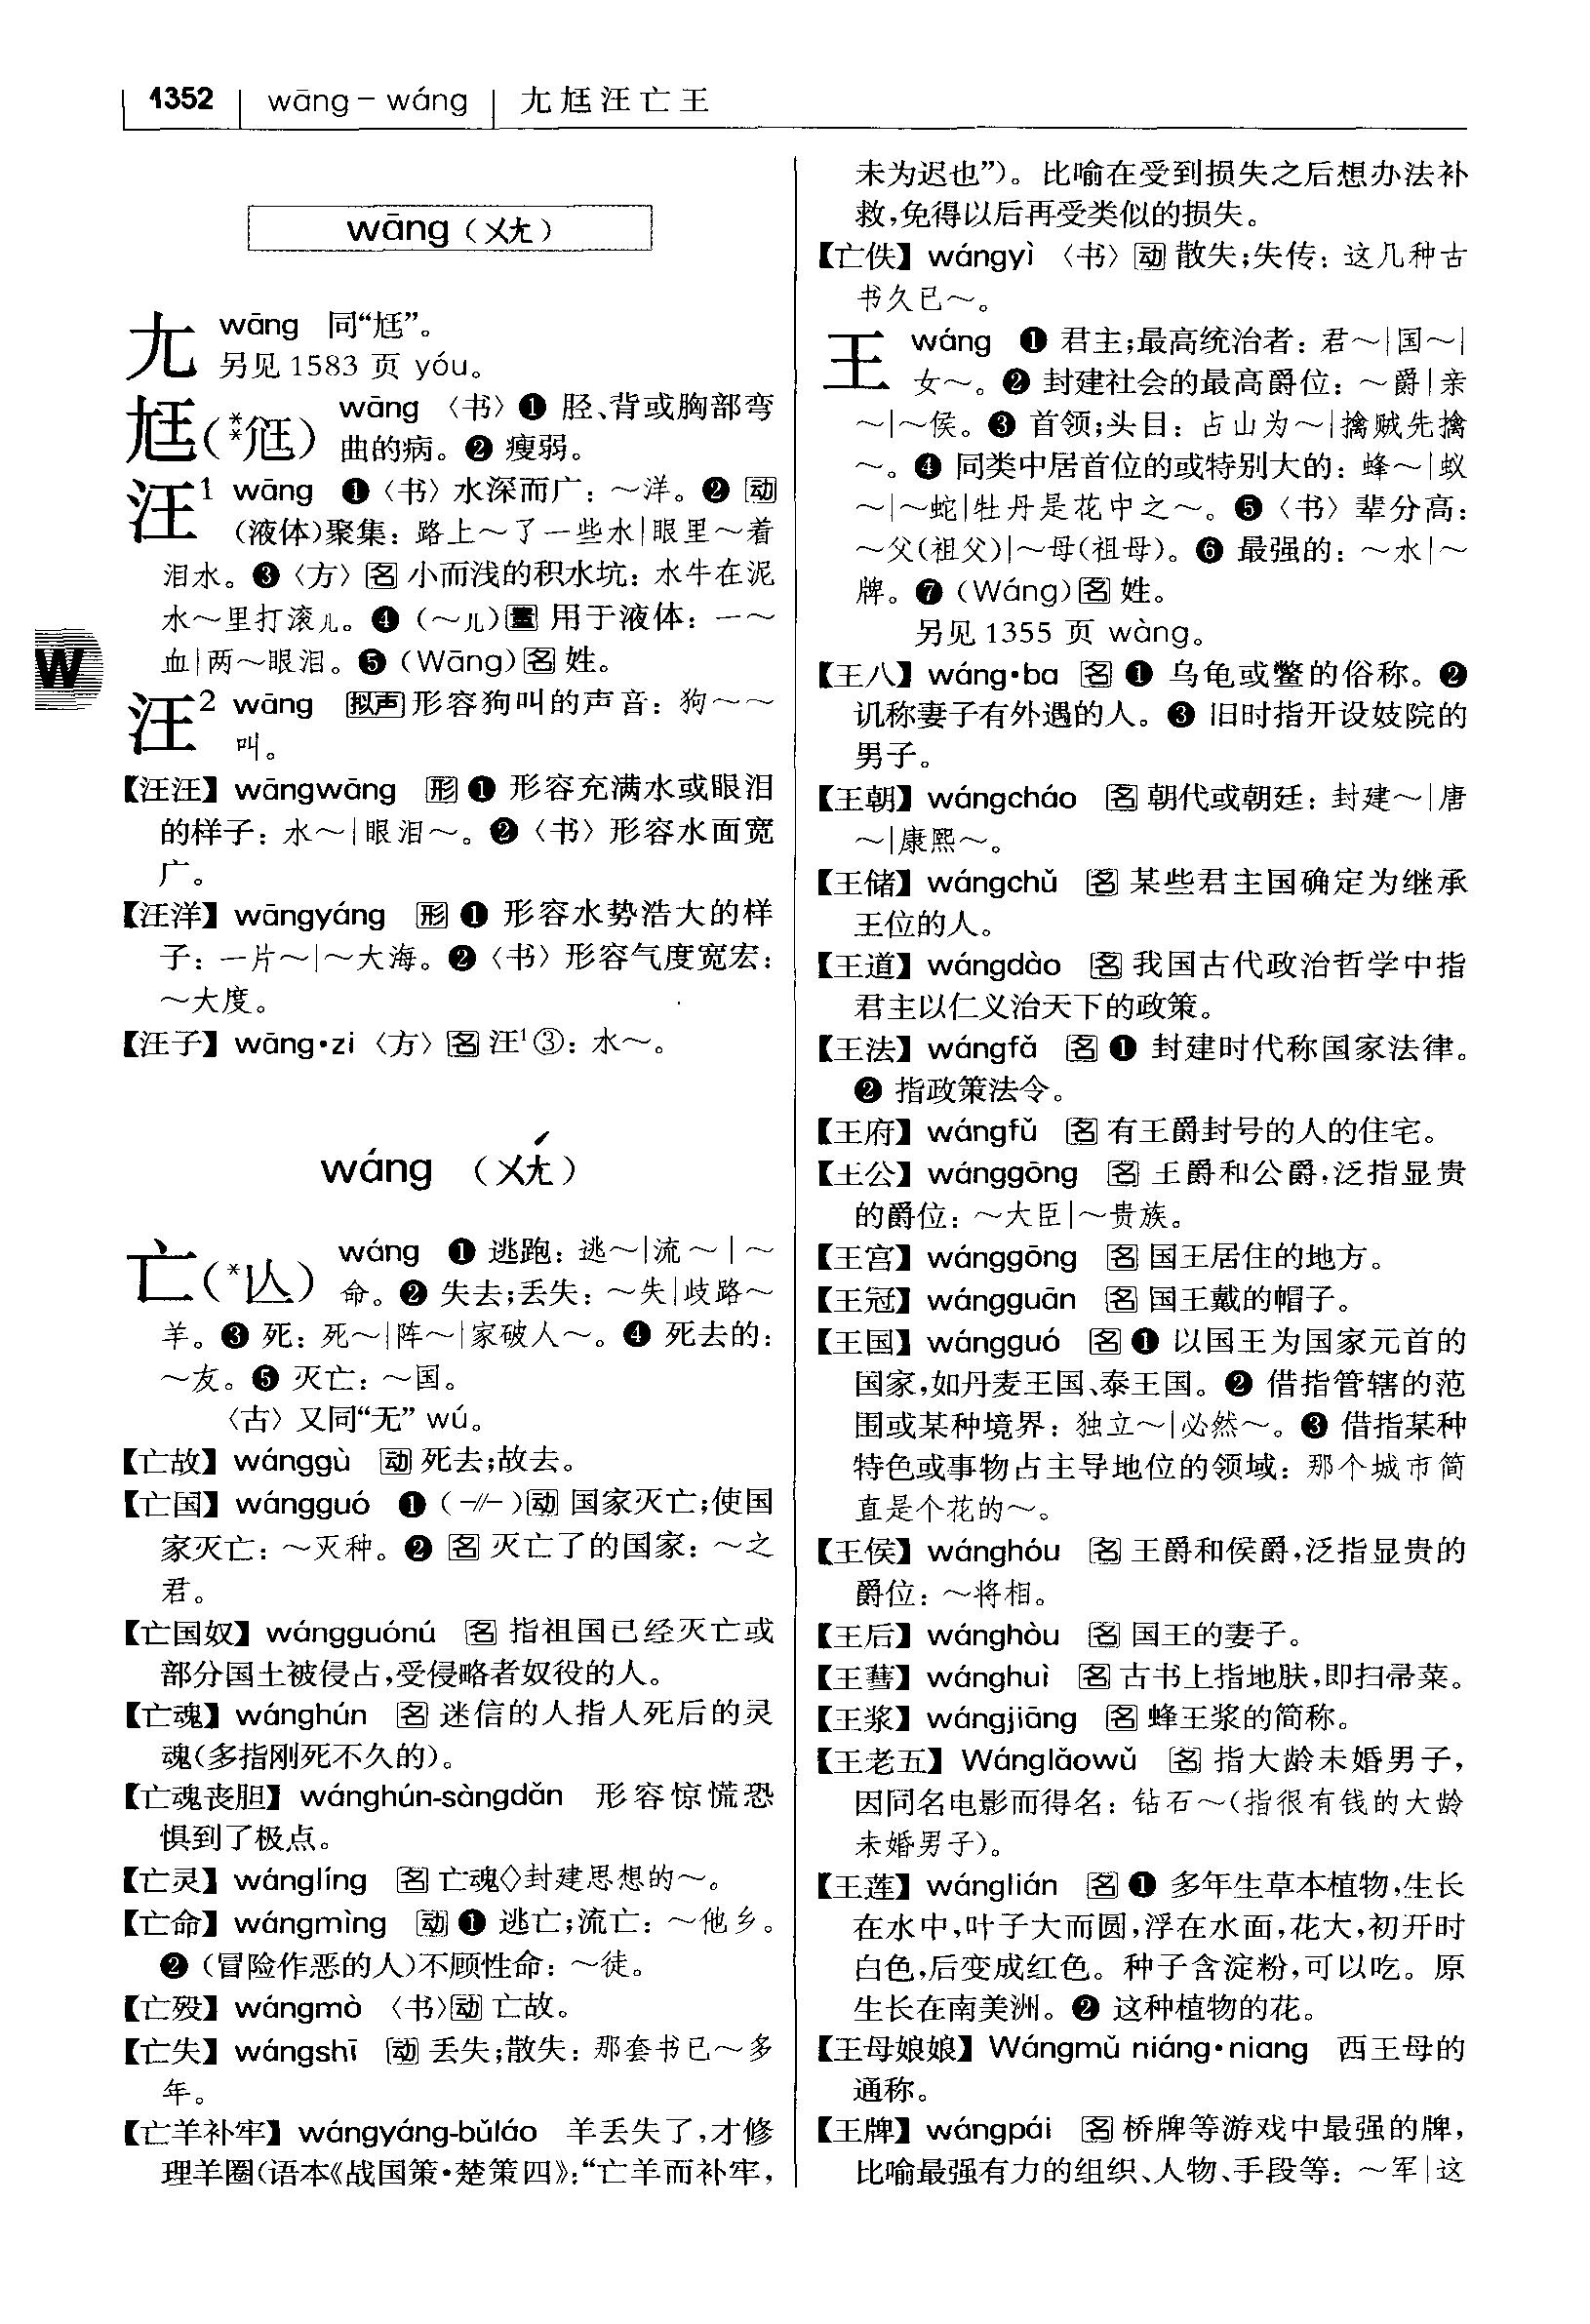 1352 wāng – wáng 尢尪汪亡王
wāng (ㄨㄤ)
尢 wāng 同“尪”。
另见 1583 页 yóu。
尪(**尫) wāng 〈书〉❶ 胫、背或胸部弯
曲的病。❷ 瘦弱。
汪1 wāng ❶〈书〉水深而广：～洋。❷ 动
(液体)聚集：路上～了一些水|眼里～着
泪水。❸〈方〉名 小而浅的积水坑：水牛在泥
水～里打滚儿。❹ (～儿)量 用于液体：一～
血|两～眼泪。❺ (Wāng) 名 姓。
汪2 wāng 拟声 形容狗叫的声音：狗～～
叫。
【汪汪】wāngwāng 形 ❶ 形容充满水或眼泪
的样子：水～|眼泪～。❷〈书〉形容水面宽
广。
【汪洋】wāngyáng 形 ❶ 形容水势浩大的样
子：一片～|～大海。❷〈书〉形容气度宽宏：
～大度。
【汪子】wāng•zi 〈方〉名 汪¹③：水～。
wáng (ㄨㄤˊ)
亡(*亾) wáng ❶ 逃跑：逃～|流～|～
命。❷ 失去；丢失：～失|歧路～
羊。❸ 死：死～|阵～|家破人～。❹ 死去的：
～友。❺ 灭亡：～国。
〈古〉又同“无” wú。
【亡故】wánggù 动 死去；故去。
【亡国】wángguó ❶ (-//-) 动 国家灭亡；使国
家灭亡：～灭种。❷ 名 灭亡了的国家：～之
君。
【亡国奴】wángguónú 名 指祖国已经灭亡或
部分国土被侵占，受侵略者奴役的人。
【亡魂】wánghún 名 迷信的人指人死后的灵
魂(多指刚死不久的)。
【亡魂丧胆】wánghún-sàngdǎn 形容惊慌恐
惧到了极点。
【亡灵】wánglíng 名 亡魂◇封建思想的～。
【亡命】wángmìng 动 ❶ 逃亡；流亡：～他乡。
❷ (冒险作恶的人)不顾性命：～徒。
【亡殁】wángmò 〈书〉动 亡故。
【亡失】wángshī 动 丢失；散失：那套书已～多
年。
【亡羊补牢】wángyáng-bǔláo 羊丢失了，才修
理羊圈(语本《战国策•楚策四》：“亡羊而补牢，
未为迟也”)。比喻在受到损失之后想办法补
救，免得以后再受类似的损失。
【亡佚】wángyì 〈书〉动 散失；失传：这几种古
书久已～。
王 wáng ❶ 君主；最高统治者：君～|国～|
女～。❷ 封建社会的最高爵位：～爵|亲
～|～侯。❸ 首领；头目：占山为～|擒贼先擒
～。❹ 同类中居首位的或特别大的：蜂～|蚁
～|～蛇|牡丹是花中之～。❺〈书〉辈分高：
～父(祖父)|～母(祖母)。❻ 最强的：～水|～
牌。❼ (Wáng) 名 姓。
另见 1355 页 wàng。
【王八】wáng•ba 名 ❶ 乌龟或鳖的俗称。❷
讥称妻子有外遇的人。❸ 旧时指开设妓院的
男子。
【王朝】wángcháo 名 朝代或朝廷：封建～|唐
～|康熙～。
【王储】wángchǔ 名 某些君主国确定为继承
王位的人。
【王道】wángdào 名 我国古代政治哲学中指
君主以仁义治天下的政策。
【王法】wángfǎ 名 ❶ 封建时代称国家法律。
❷ 指政策法令。
【王府】wángfǔ 名 有王爵封号的人的住宅。
【王公】wánggōng 名 王爵和公爵，泛指显贵
的爵位：～大臣|～贵族。
【王宫】wánggōng 名 国王居住的地方。
【王冠】wángguān 名 国王戴的帽子。
【王国】wángguó 名 ❶ 以国王为国家元首的
国家，如丹麦王国、泰王国。❷ 借指管辖的范
围或某种境界：独立～|必然～。❸ 借指某种
特色或事物占主导地位的领域：那个城市简
直是个花的～。
【王侯】wánghóu 名 王爵和侯爵，泛指显贵的
爵位：～将相。
【王后】wánghòu 名 国王的妻子。
【王彗】wánghuì 名 古书上指地肤，即扫帚菜。
【王浆】wángjiāng 名 蜂王浆的简称。
【王老五】Wánglǎowǔ 名 指大龄未婚男子，
因同名电影而得名：钻石～(指很有钱的大龄
未婚男子)。
【王莲】wánglián 名 ❶ 多年生草本植物，生长
在水中，叶子大而圆，浮在水面，花大，初开时
白色，后变成红色。种子含淀粉，可以吃。原
生长在南美洲。❷ 这种植物的花。
【王母娘娘】Wángmǔ niáng•niang 西王母的
通称。
【王牌】wángpái 名 桥牌等游戏中最强的牌，
比喻最强有力的组织、人物、手段等：～军|这
W